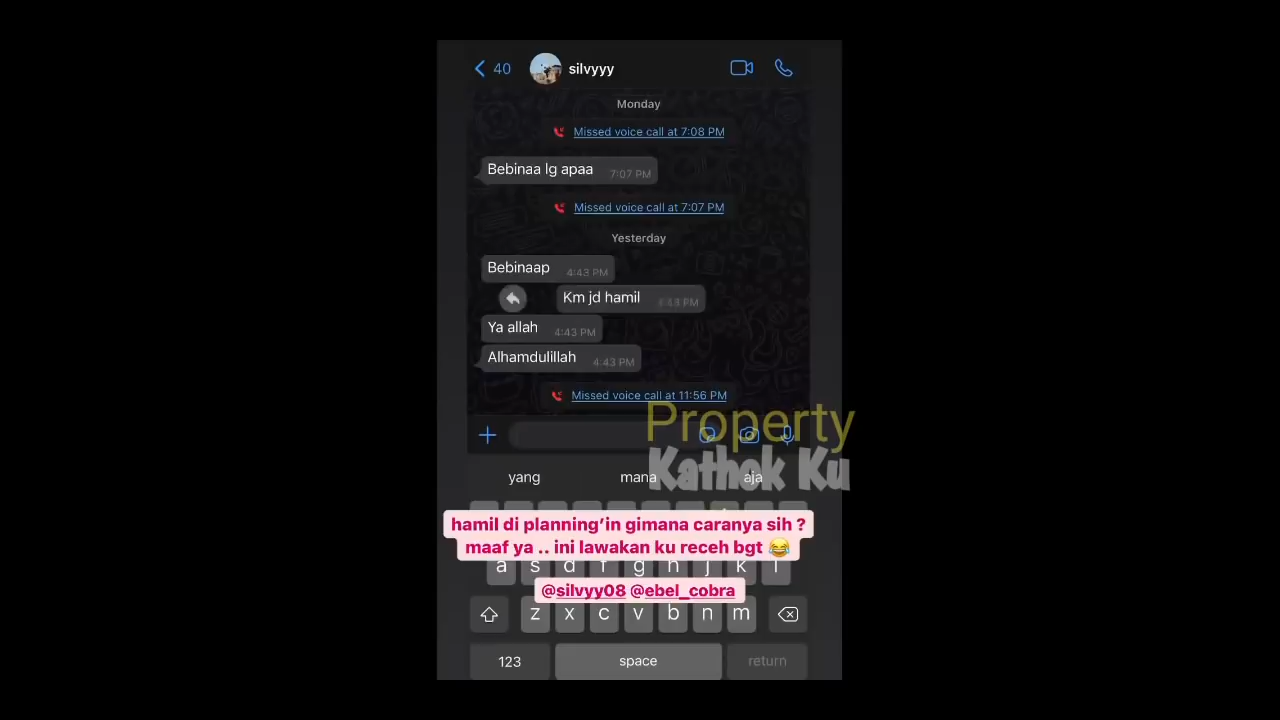 40 silvyyy
Monday
Missed voice call at 7:08 PM
Bebinaa lg apaa 7:07 PM
Missed voice call at 7:07 PM
Yesterday
Bebinaap 4:43 PM
Km jd hamil 4:43 PM
Ya allah 4:43 PM
Alhamdulillah 4:43 PM
Missed voice call at 11:56 PM
Property
Kathok Ku
yang mana aja
hamil di planning’in gimana caranya sih ?
maaf ya .. ini lawakan ku receh bgt 😂
a s d f g h j k l
@silvyy08 @ebel_cobra
z x c v b n m
123 space return